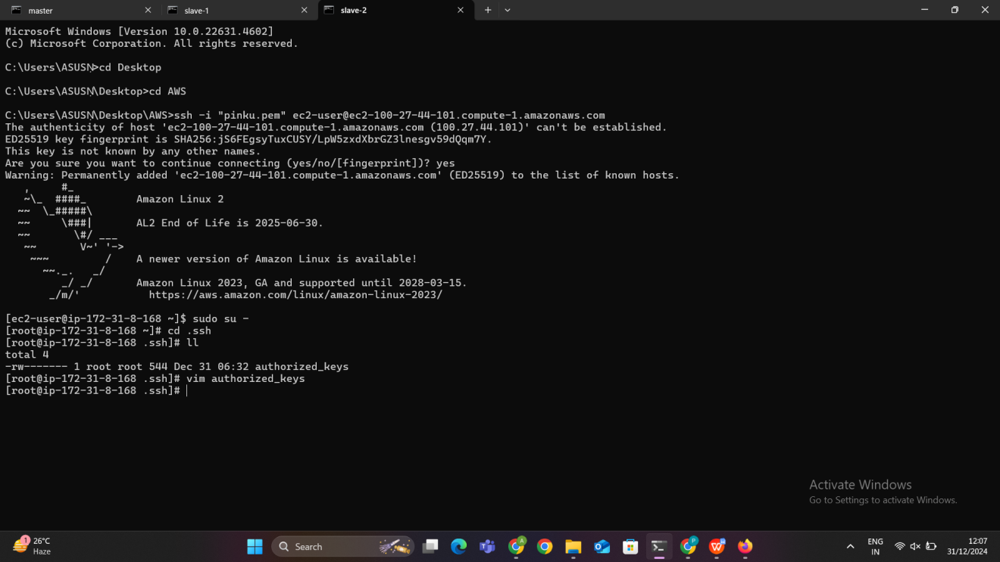 master
slave-1
slave-2
Microsoft Windows [Version 10.0.22631.4602]
(c) Microsoft Corporation. All rights reserved.
C:\Users\ASUSN>cd Desktop
C:\Users\ASUSN\Desktop>cd AWS
C:\Users\ASUSN\Desktop\AWS>ssh -i "pinku.pem" ec2-user@ec2-100-27-44-101.compute-1.amazonaws.com
The authenticity of host 'ec2-100-27-44-101.compute-1.amazonaws.com (100.27.44.101)' can't be established.
ED25519 key fingerprint is SHA256:jS6FEgsyTuxCUSY/LpW5zxdXbrGZ3lnesgv59dQqm7Y.
This key is not known by any other names.
Are you sure you want to continue connecting (yes/no/[fingerprint])? yes
Warning: Permanently added 'ec2-100-27-44-101.compute-1.amazonaws.com' (ED25519) to the list of known hosts.
   ,     #_
   ~\_  ####_        Amazon Linux 2
  ~~  \_#####\
  ~~     \###|       AL2 End of Life is 2025-06-30.
  ~~       \#/ ___
   ~~       V~' '->
    ~~~         /    A newer version of Amazon Linux is available!
      ~~._.   _/
         _/ _/       Amazon Linux 2023, GA and supported until 2028-03-15.
       _/m/'           https://aws.amazon.com/linux/amazon-linux-2023/
[ec2-user@ip-172-31-8-168 ~]$ sudo su -
[root@ip-172-31-8-168 ~]# cd .ssh
[root@ip-172-31-8-168 .ssh]# ll
total 4
-rw------- 1 root root 544 Dec 31 06:32 authorized_keys
[root@ip-172-31-8-168 .ssh]# vim authorized_keys
[root@ip-172-31-8-168 .ssh]#
Activate Windows
Go to Settings to activate Windows.
1
26°C
Haze
Search
ENG
IN
12:07
31/12/2024